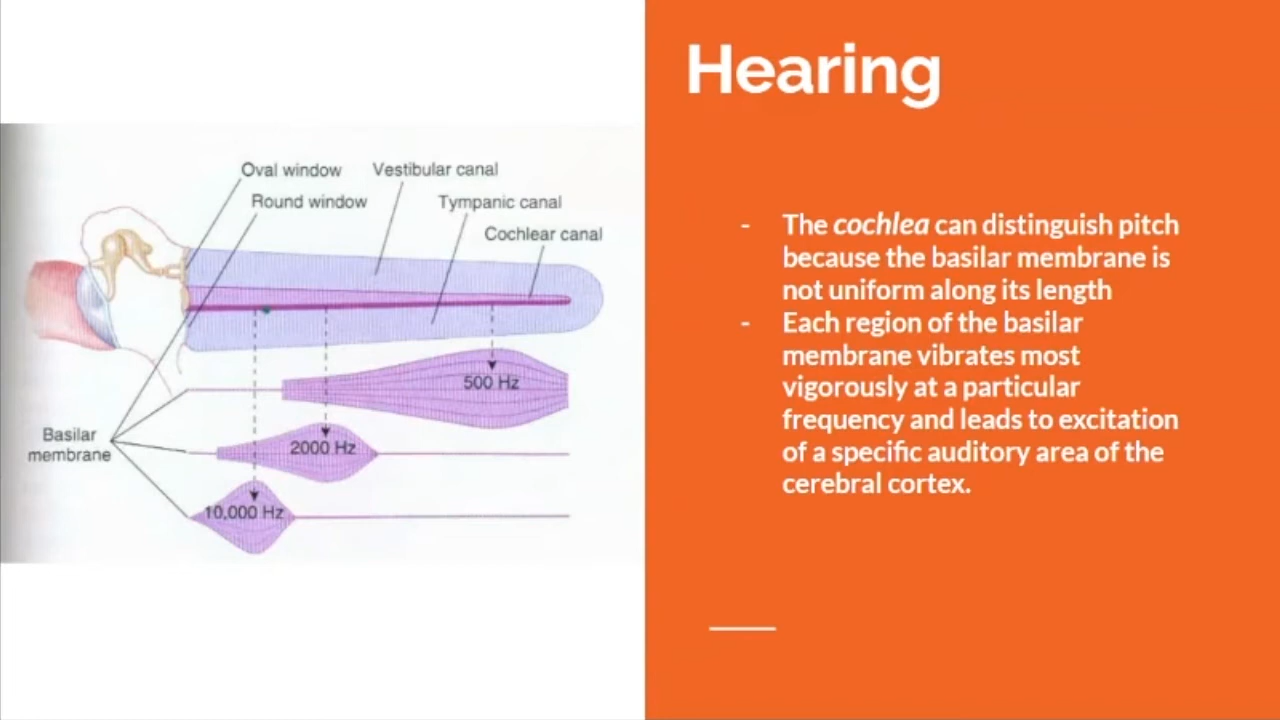 Hearing
Oval window
Vestibular canal
Round window
Tympanic canal
Cochlear canal
500 Hz
2000 Hz
10,000 Hz
Basilar
membrane
- The cochlea can distinguish pitch
because the basilar membrane is
not uniform along its length
- Each region of the basilar
membrane vibrates most
vigorously at a particular
frequency and leads to excitation
of a specific auditory area of the
cerebral cortex.